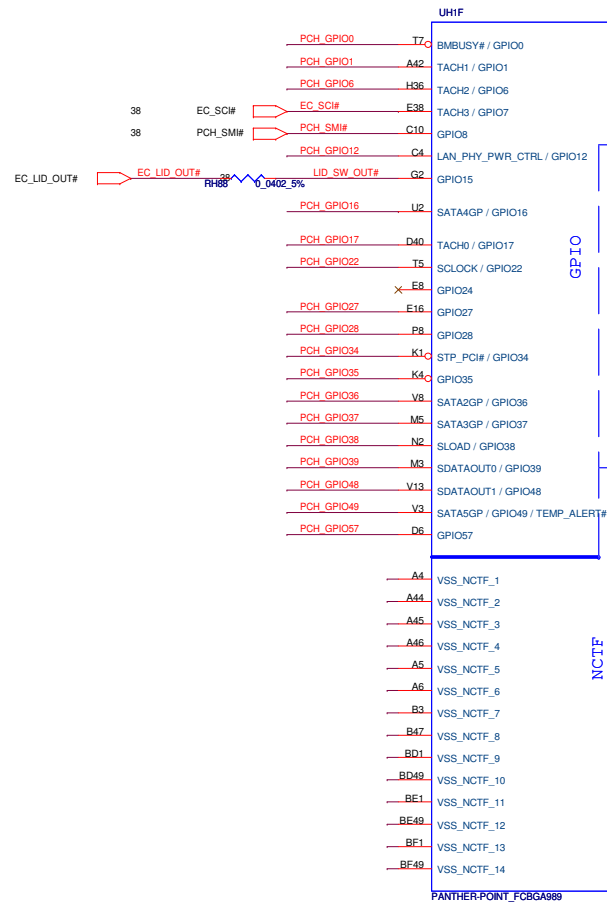 UH1F
PCH_GPIO0 T7 BMBUSY# / GPIO0
PCH_GPIO1 A42 TACH1 / GPIO1
PCH_GPIO6 H36 TACH2 / GPIO6
38 EC_SCI# EC_SCI# E38 TACH3 / GPIO7
38 PCH_SMI# PCH_SMI# C10 GPIO8
PCH_GPIO12 C4 LAN_PHY_PWR_CTRL / GPIO12
EC_LID_OUT# EC_LID_OUT# 38 LID_SW_OUT# G2 GPIO15
RH88 0_0402_5%
PCH_GPIO16 U2 SATA4GP / GPIO16
PCH_GPIO17 D40 TACH0 / GPIO17
PCH_GPIO22 T5 SCLOCK / GPIO22
GPIO
E8 GPIO24
PCH_GPIO27 E16 GPIO27
PCH_GPIO28 P8 GPIO28
PCH_GPIO34 K1 STP_PCI# / GPIO34
PCH_GPIO35 K4 GPIO35
PCH_GPIO36 V8 SATA2GP / GPIO36
PCH_GPIO37 M5 SATA3GP / GPIO37
PCH_GPIO38 N2 SLOAD / GPIO38
PCH_GPIO39 M3 SDATAOUT0 / GPIO39
PCH_GPIO48 V13 SDATAOUT1 / GPIO48
PCH_GPIO49 V3 SATA5GP / GPIO49 / TEMP_ALERT#
PCH_GPIO57 D6 GPIO57
A4 VSS_NCTF_1
A44 VSS_NCTF_2
A45 VSS_NCTF_3
A46 VSS_NCTF_4
NCTF
A5 VSS_NCTF_5
A6 VSS_NCTF_6
B3 VSS_NCTF_7
B47 VSS_NCTF_8
BD1 VSS_NCTF_9
BD49 VSS_NCTF_10
BE1 VSS_NCTF_11
BE49 VSS_NCTF_12
BF1 VSS_NCTF_13
BF49 VSS_NCTF_14
PANTHER-POINT_FCBGA989